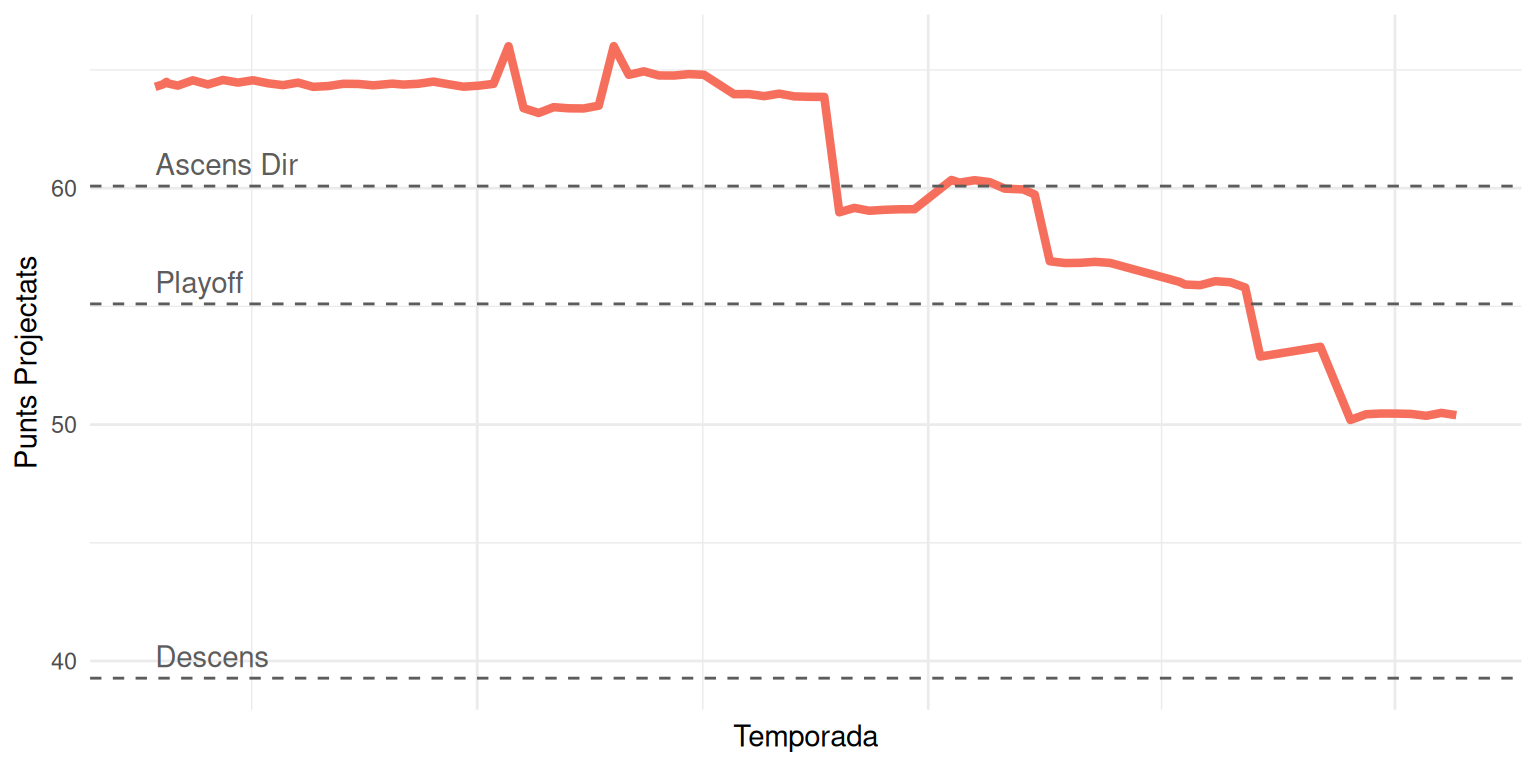 Ascens Dir
60
Playoff
50
Descens
40
Punts Projectats
Temporada